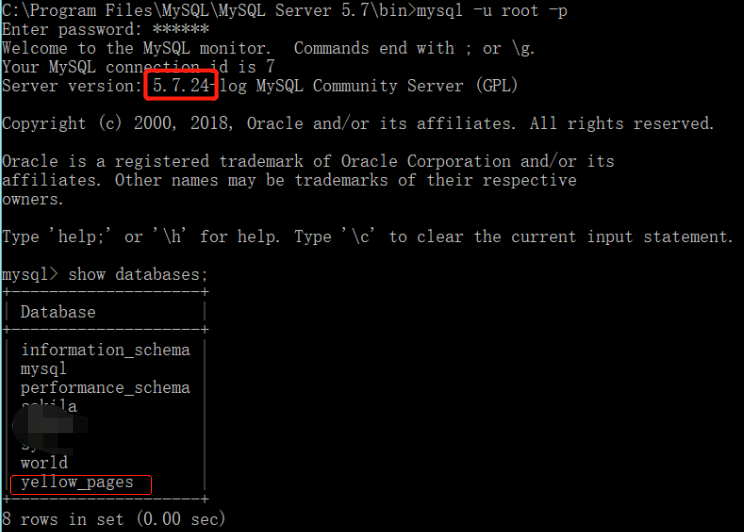 C:\Program Files\MySQL\MySQL Server 5.7\bin>mysql -u root -p
Enter password: ******
Welcome to the MySQL monitor.  Commands end with ; or \g.
Your MySQL connection id is 7
Server version: 5.7.24-log MySQL Community Server (GPL)

Copyright (c) 2000, 2018, Oracle and/or its affiliates. All rights reserved.

Oracle is a registered trademark of Oracle Corporation and/or its
affiliates. Other names may be trademarks of their respective
owners.

Type 'help;' or '\h' for help. Type '\c' to clear the current input statement.

mysql> show databases;
+--------------------+
| Database           |
+--------------------+
| information_schema |
| mysql              |
| performance_schema |
| world              |
| yellow_pages       |
+--------------------+
8 rows in set (0.00 sec)